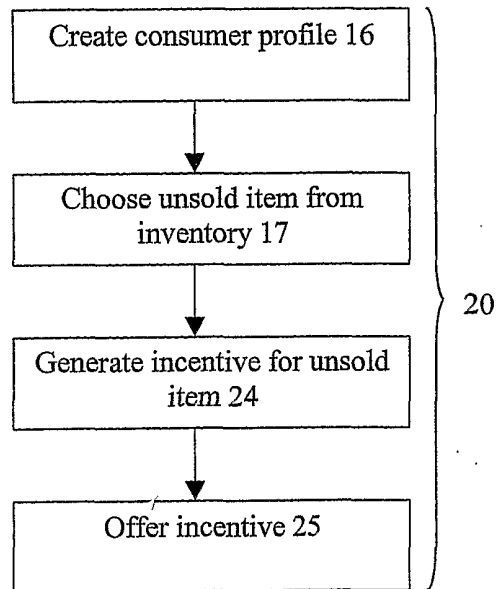 Create consumer profile 16
Choose unsold item from
inventory 17
20
Generate incentive for unsold
item 24
Offer incentive 25